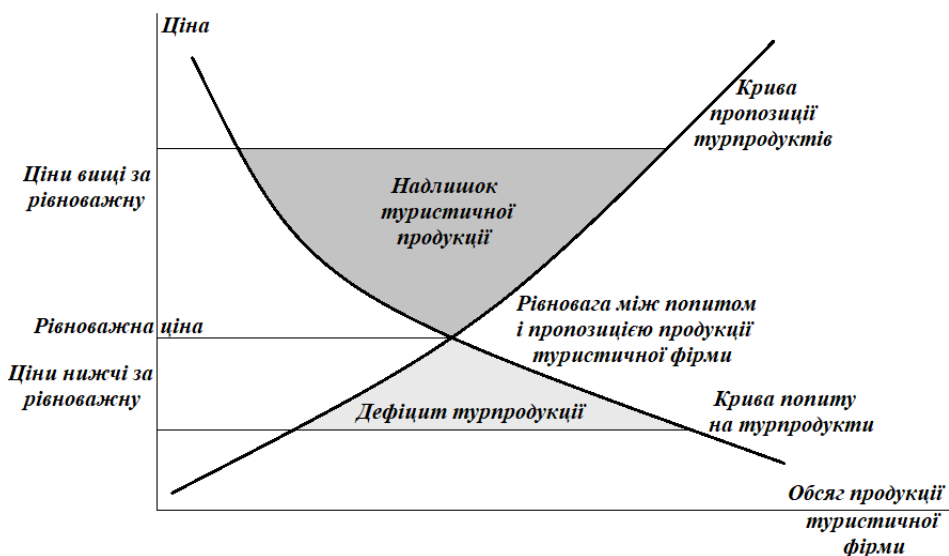 Ціна
Крива
пропозиції
турпродуктів
Ціни вищі за
рівноважну
Надлишок
туристичної
продукції
Рівноважна ціна
Рівновага між попитом
і пропозицією продукції
туристичної фірми
Ціни нижчі за
рівноважну
Дефіцит турпродукції
Крива попиту
на турпродукти
Обсяг продукції
туристичної
фірми